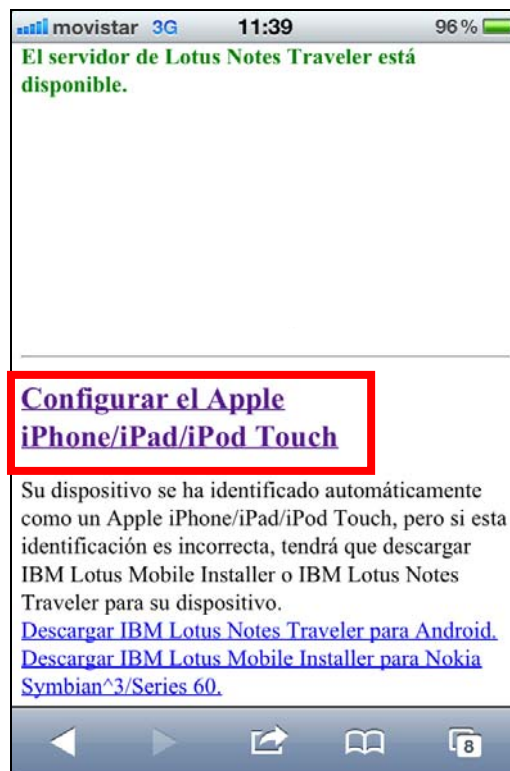 movistar 3G 11:39 96%
El servidor de Lotus Notes Traveler está
disponible.
Configurar el Apple
iPhone/iPad/iPod Touch
Su dispositivo se ha identificado automáticamente
como un Apple iPhone/iPad/iPod Touch, pero si esta
identificación es incorrecta, tendrá que descargar
IBM Lotus Mobile Installer o IBM Lotus Notes
Traveler para su dispositivo.
Descargar IBM Lotus Notes Traveler para Android.
Descargar IBM Lotus Mobile Installer para Nokia
Symbian^3/Series 60.
8